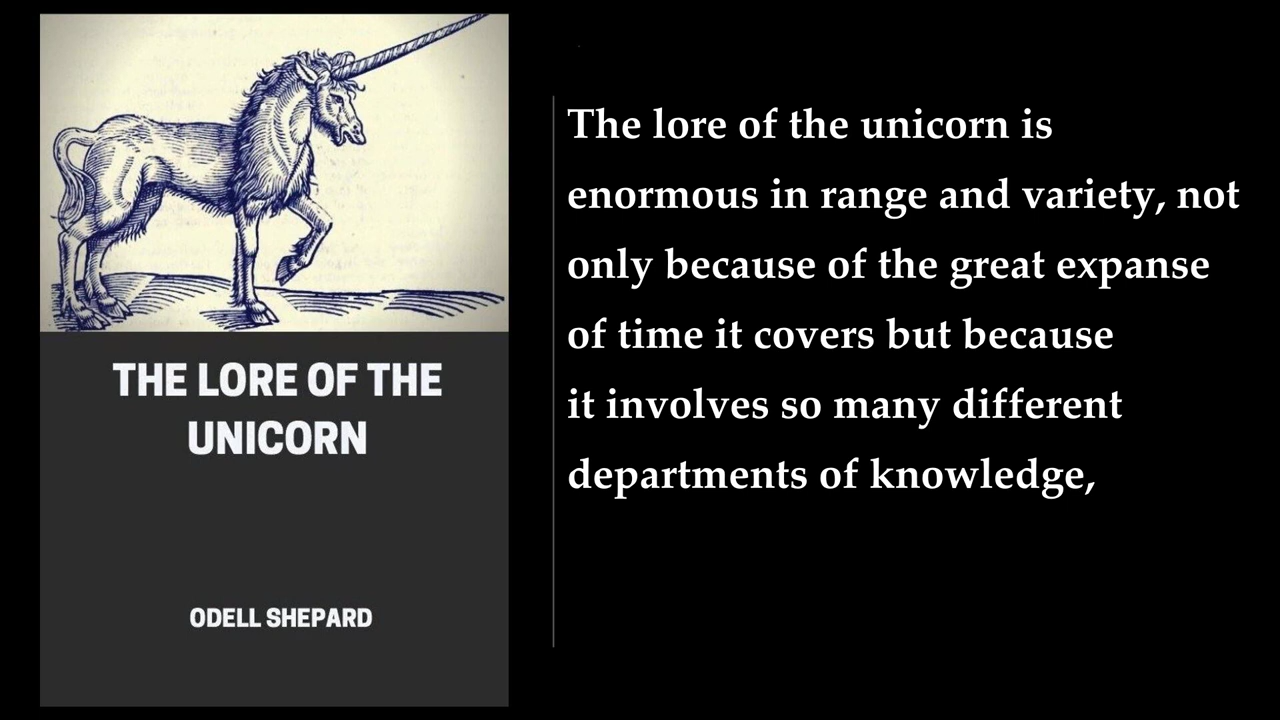 THE LORE OF THE
UNICORN
ODELL SHEPARD
The lore of the unicorn is
enormous in range and variety, not
only because of the great expanse
of time it covers but because
it involves so many different
departments of knowledge,